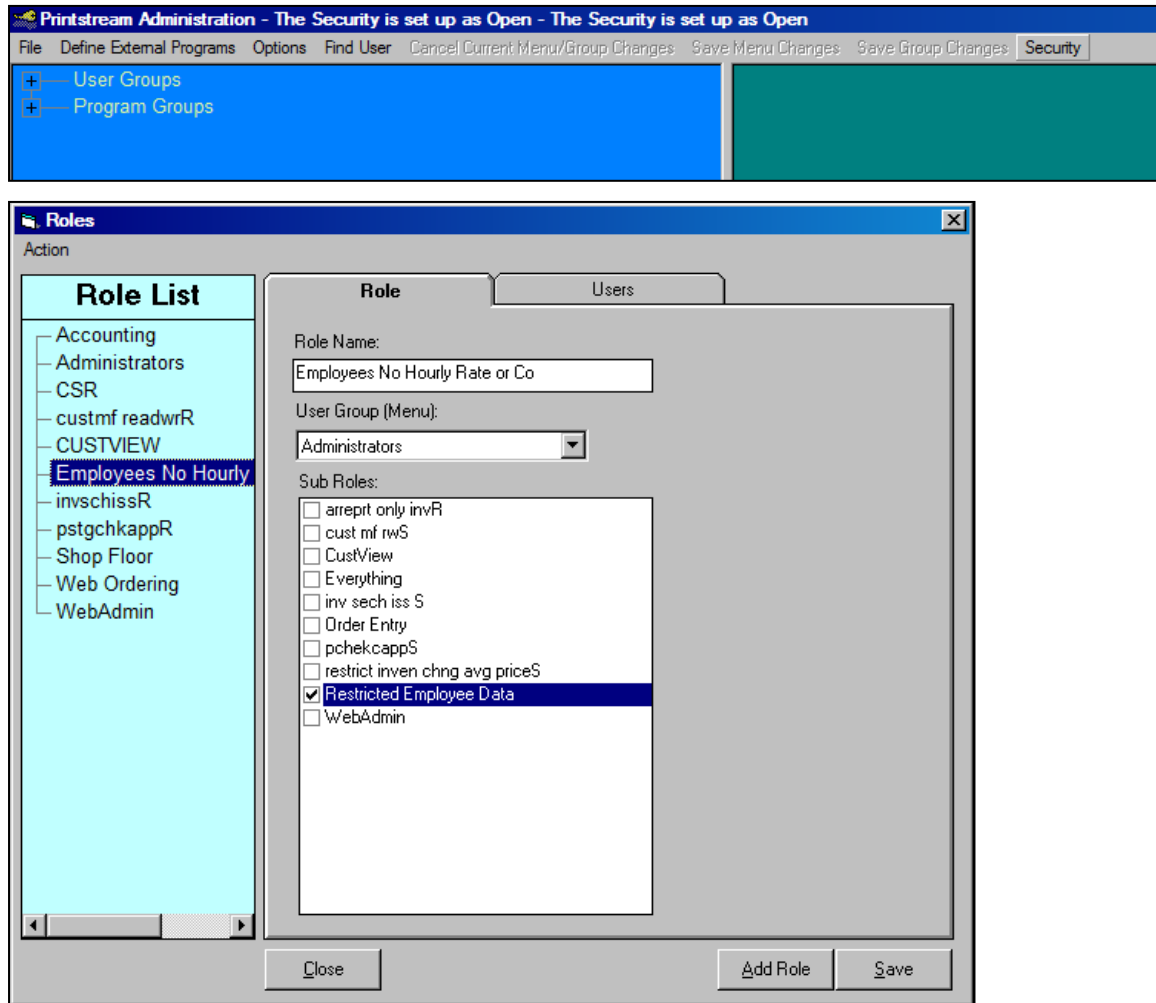 Printstream Administration - The Security is set up as Open - The Security is set up as Open
File Define External Programs Options Find User Cancel Current Menu/Group Changes Save Menu Changes Save Group Changes Security
User Groups
Program Groups
Roles
Action
Role List
Accounting
Administrators
CSR
custmf readwrR
CUSTVIEW
Employees No Hourly
invschissR
pstgchkappR
Shop Floor
Web Ordering
WebAdmin
Role Users
Role Name:
Employees No Hourly Rate or Co
User Group (Menu):
Administrators
Sub Roles:
arreprt only invR
cust mf rwS
CustView
Everything
inv sech iss S
Order Entry
pchekcappS
restrict inven chng avg priceS
Restricted Employee Data
WebAdmin
Close Add Role Save